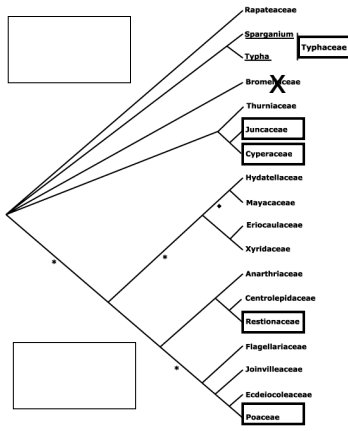 Rapateaceae
Sparganium
Typhaceae
Typha
Bromeliaceae
X
Thurniaceae
Juncaceae
Cyperaceae
Hydatellaceae
Mayacaceae
Eriocaulaceae
Xyridaceae
Anarthriaceae
Centrolepidaceae
Restionaceae
Flagellariaceae
Joinvilleaceae
Ecdeiocoleaceae
Poaceae